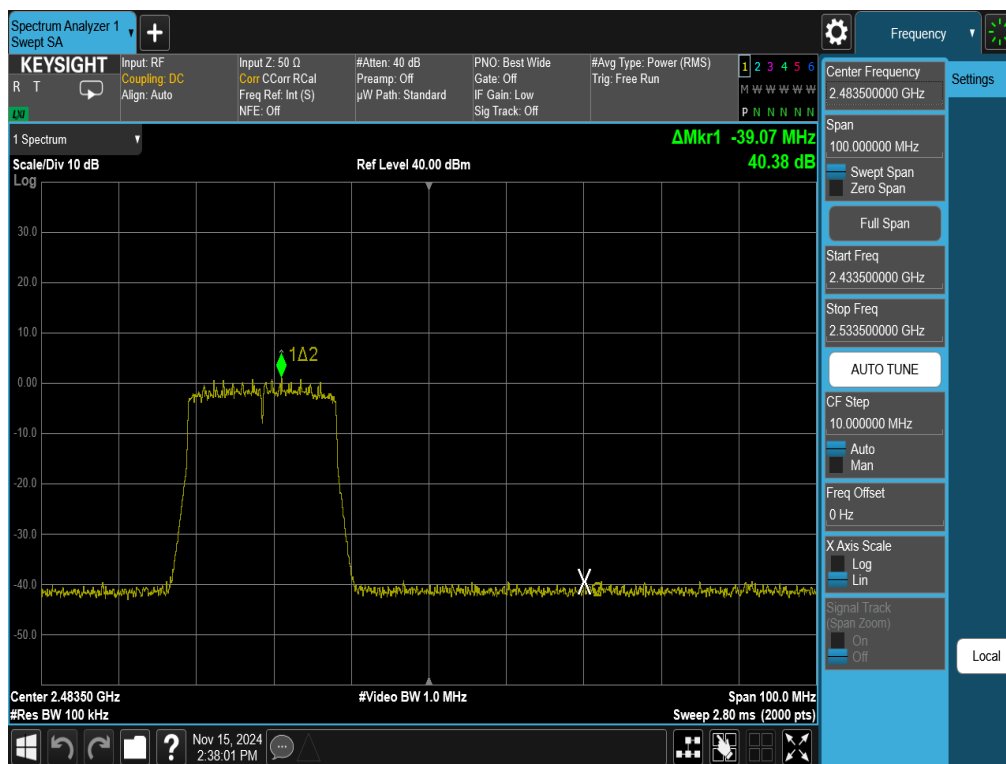 Spectrum Analyzer 1
Swept SA
Frequency
KEYSIGHT
R T
LXI
Input: RF
Coupling: DC
Align: Auto
Input Z: 50 Ω
Corr CCorr RCal
Freq Ref: Int (S)
NFE: Off
#Atten: 40 dB
Preamp: Off
µW Path: Standard
PNO: Best Wide
Gate: Off
IF Gain: Low
Sig Track: Off
#Avg Type: Power (RMS)
Trig: Free Run
1 2 3 4 5 6
M W W W W W
P N N N N N
1 Spectrum
ΔMkr1 -39.07 MHz
Scale/Div 10 dB
Ref Level 40.00 dBm
40.38 dB
Log
30.0
20.0
10.0
0.00
-10.0
-20.0
-30.0
-40.0
-50.0
1Δ2
Center 2.48350 GHz
#Video BW 1.0 MHz
Span 100.0 MHz
#Res BW 100 kHz
Sweep 2.80 ms (2000 pts)
Center Frequency
2.483500000 GHz
Span
100.000000 MHz
Swept Span
Zero Span
Full Span
Start Freq
2.433500000 GHz
Stop Freq
2.533500000 GHz
AUTO TUNE
CF Step
10.000000 MHz
Auto
Man
Freq Offset
0 Hz
X Axis Scale
Log
Lin
Signal Track
(Span Zoom)
On
Off
Settings
Local
Nov 15, 2024
2:38:01 PM